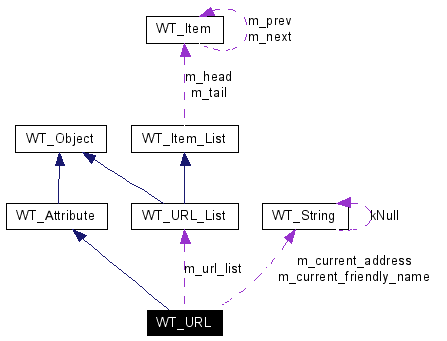 WT_Item
m_prev
m_next
m_head
m_tail
WT_Object
WT_Item_List
WT_Attribute
WT_URL_List
WT_String
kNull
m_url_list
m_current_address
m_current_friendly_name
WT_URL